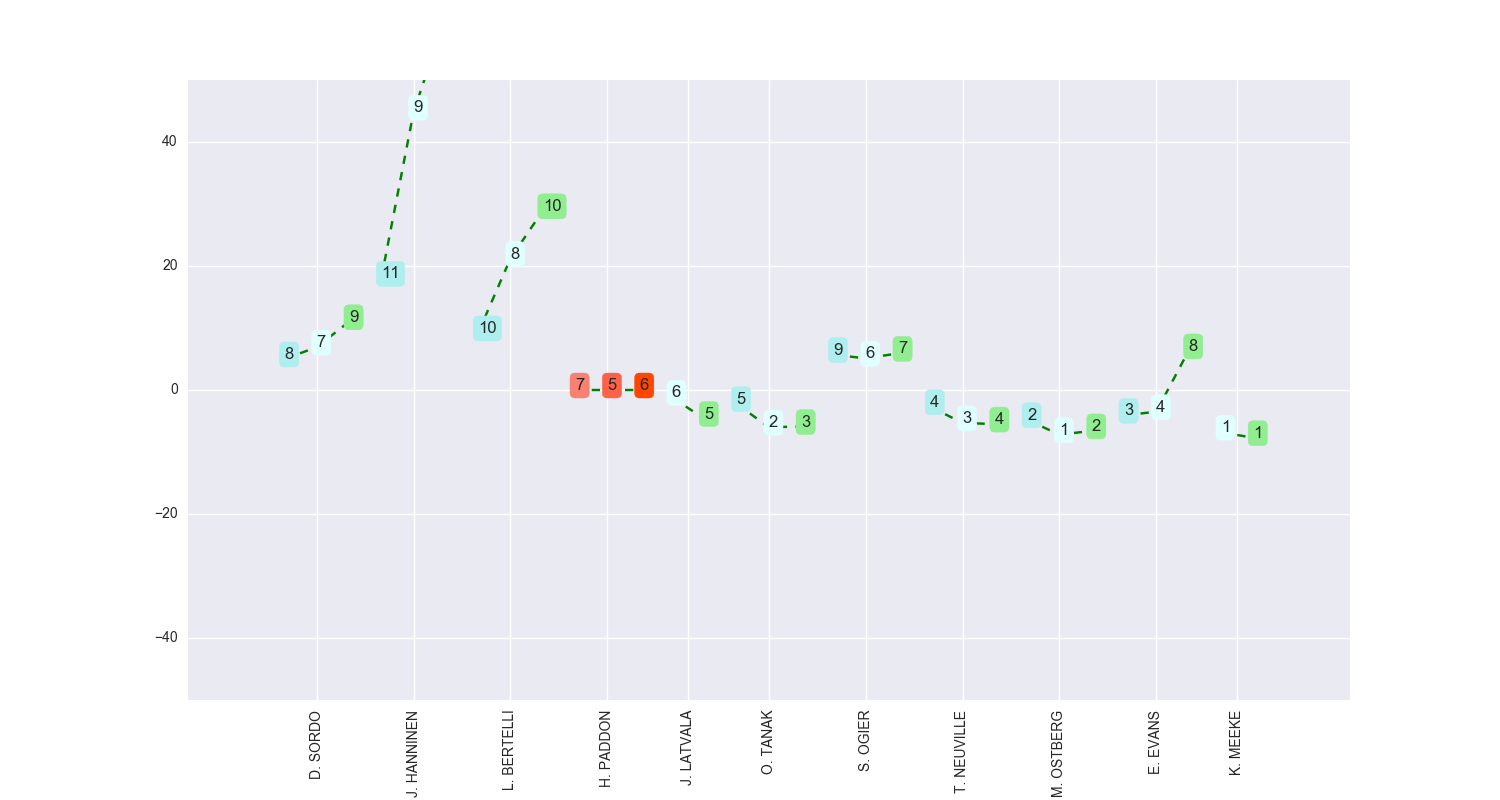 40
20
0
−20
−40
8 7 9
11 9
10 8 10
7 5 6
6 5
5 2 3
9 6 7
4 3 4
2 1 2
3 4 8
1 1
D. SORDO
J. HANNINEN
L. BERTELLI
H. PADDON
J. LATVALA
O. TANAK
S. OGIER
T. NEUVILLE
M. OSTBERG
E. EVANS
K. MEEKE